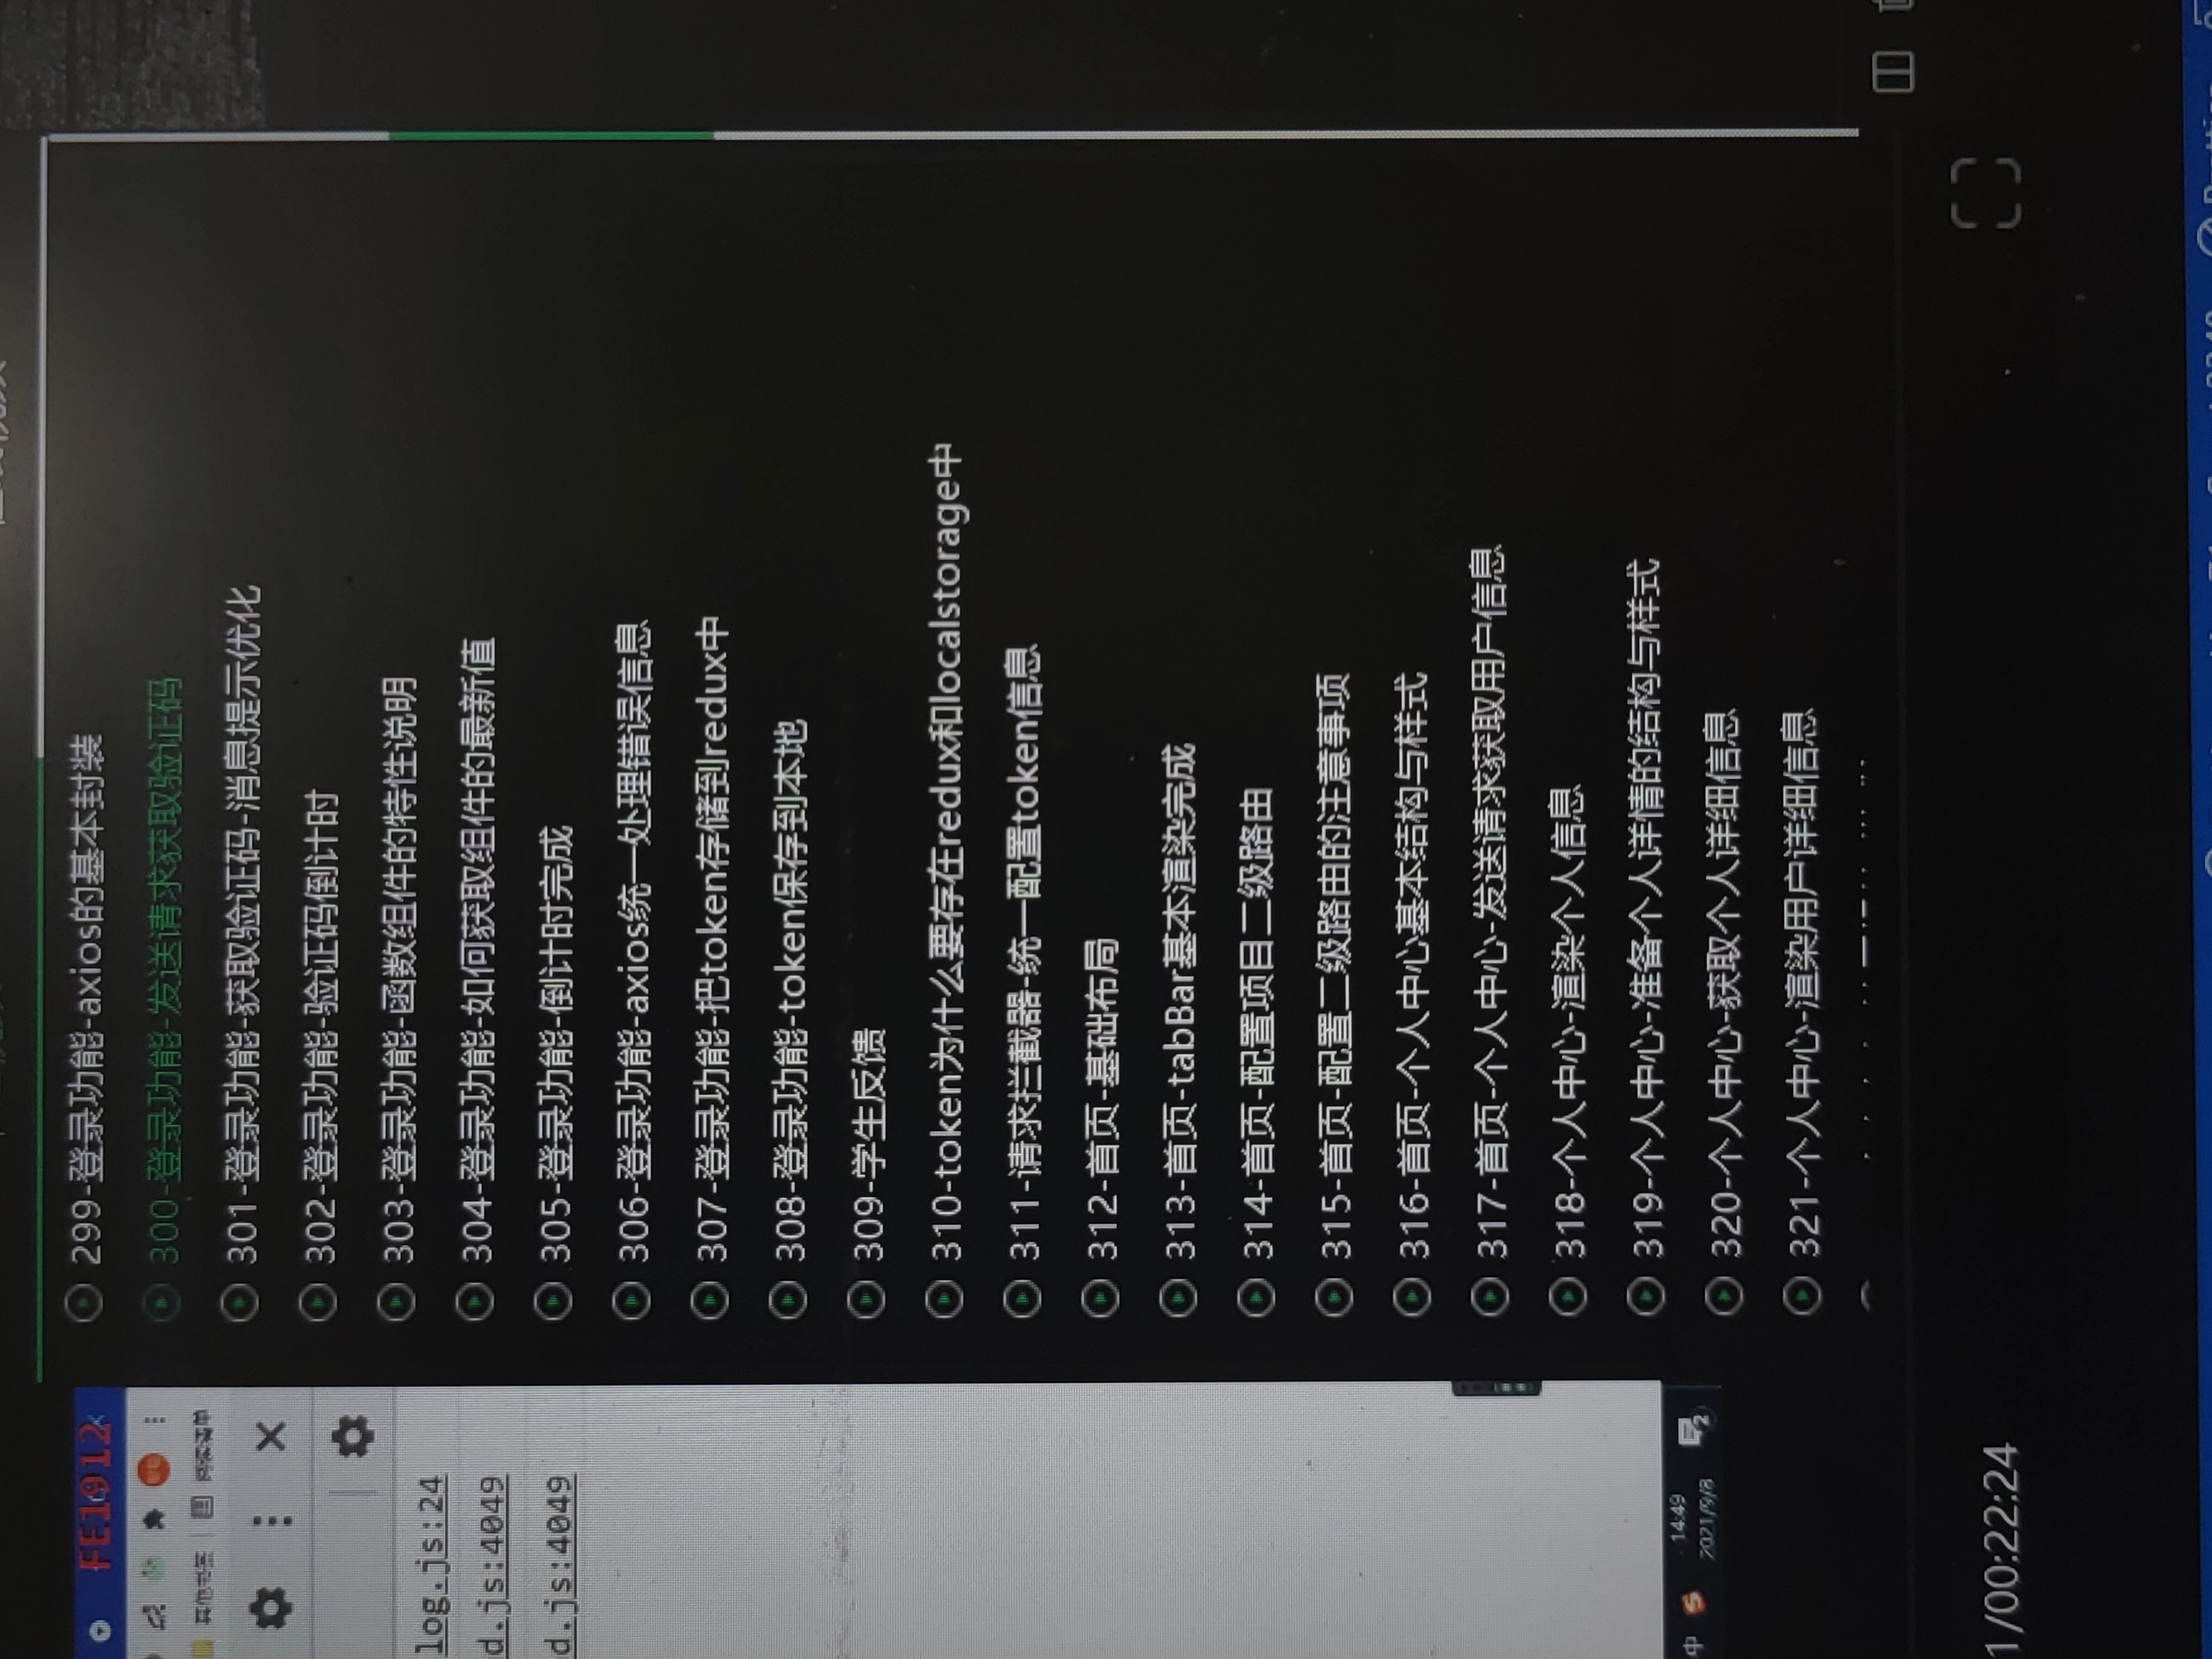 FE1912
其他书签
阅读清单
log.js:24
d.js:4049
d.js:4049
299-登录功能-axios的基本封装
300-登录功能-发送请求获取验证码
301-登录功能-获取验证码-消息提示优化
302-登录功能-验证码倒计时
303-登录功能-函数组件的特性说明
304-登录功能-如何获取组件的最新值
305-登录功能-倒计时完成
306-登录功能-axios统一处理错误信息
307-登录功能-把token存储到redux中
308-登录功能-token保存到本地
309-学生反馈
310-token为什么要存在redux和localstorage中
311-请求拦截器-统一配置token信息
312-首页-基础布局
313-首页-tabBar基本渲染完成
314-首页-配置项目二级路由
315-首页-配置二级路由的注意事项
316-首页-个人中心基本结构与样式
317-首页-个人中心-发送请求获取用户信息
318-个人中心-渲染个人信息
319-个人中心-准备个人详情的结构与样式
320-个人中心-获取个人详细信息
321-个人中心-渲染用户详细信息
中
14:49
2021/9/8
2
1/00:22:24